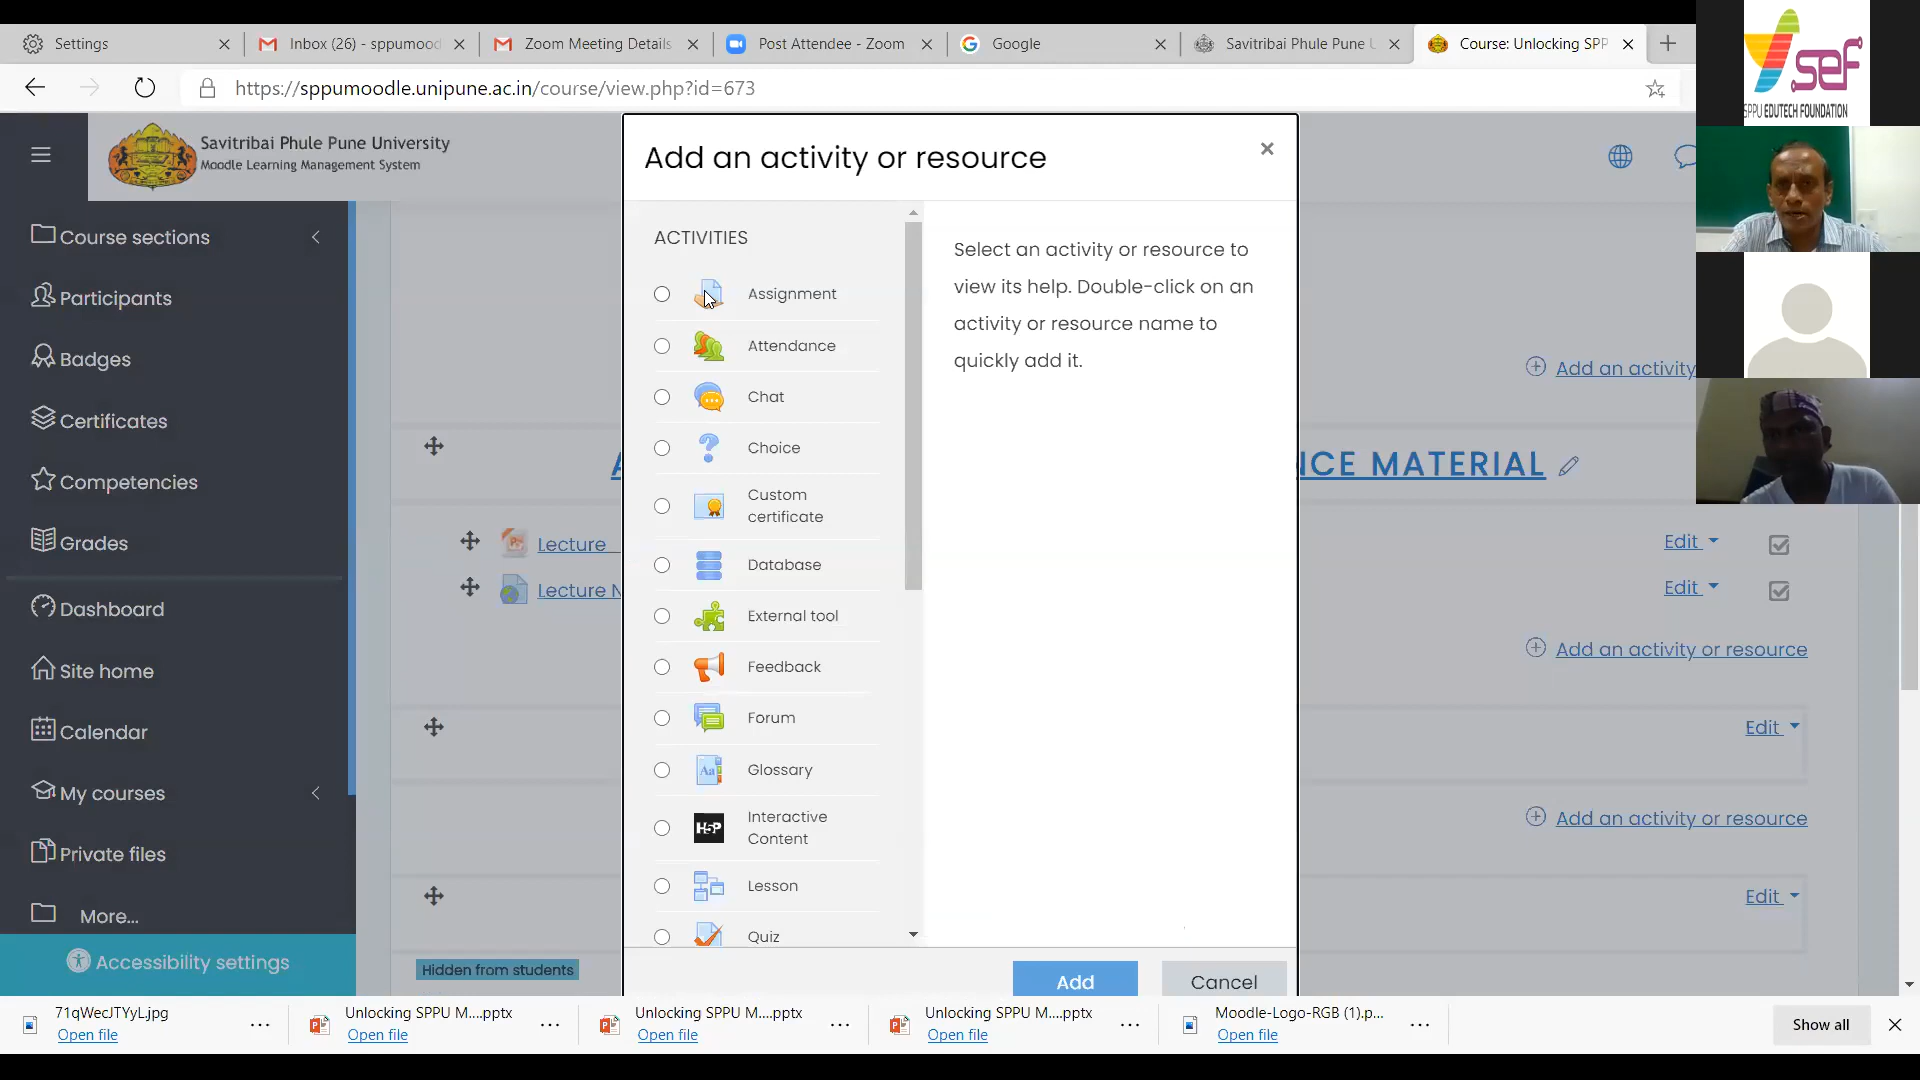 Settings
Inbox (26) - sppumood
Zoom Meeting Details
Post Attendee - Zoom
Google
Savitribai Phule Pune U
Course: Unlocking SPP
https://sppumoodle.unipune.ac.in/course/view.php?id=673
sef
SPPU EDUTECH FOUNDATION
Savitribai Phule Pune University
Moodle Learning Management System
Course sections
Participants
Badges
Certificates
Competencies
Grades
Dashboard
Site home
Calendar
My courses
Private files
More...
Accessibility settings
Add an activity or resource
ACTIVITIES
Assignment
Attendance
Chat
Choice
Custom
certificate
Database
External tool
Feedback
Forum
Glossary
H5P
Interactive
Content
Lesson
Quiz
Select an activity or resource to
view its help. Double-click on an
activity or resource name to
quickly add it.
Add
Cancel
Add an activity
NCE MATERIAL
Lecture
Edit
Lecture N
Edit
Add an activity or resource
Edit
Add an activity or resource
Edit
Hidden from students
71qWecJTYyL.jpg
Open file
Unlocking SPPU M....pptx
Open file
Unlocking SPPU M....pptx
Open file
Unlocking SPPU M....pptx
Open file
Moodle-Logo-RGB (1).p...
Open file
Show all